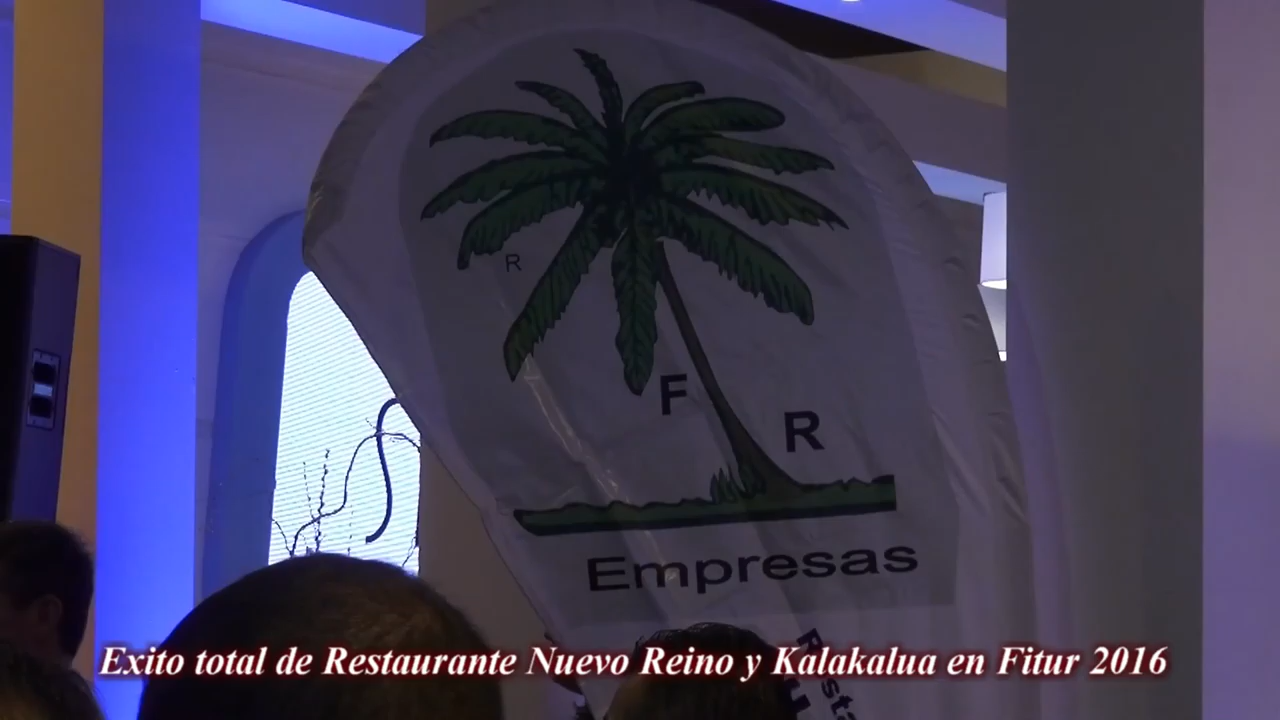 R
F
R
Empresas
Exito total de Restaurante Nuevo Reino y Kalakalua en Fitur 2016